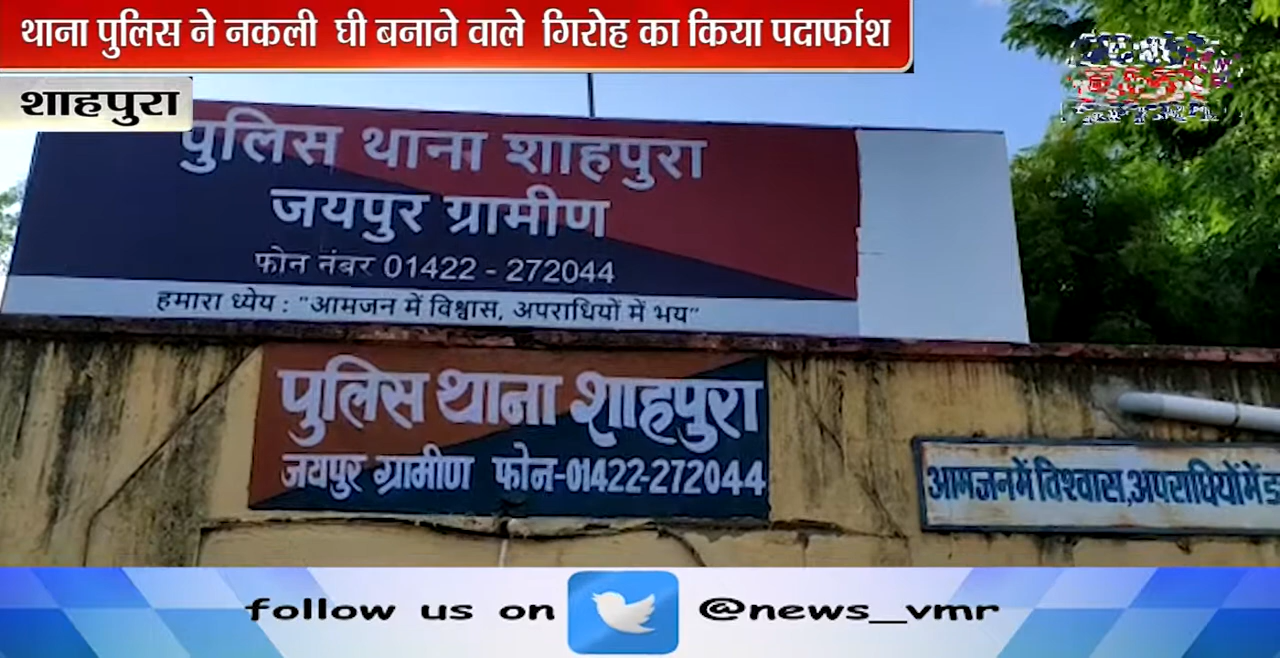 थाना पुलिस ने नकली घी बनाने वाले गिरोह का किया पदार्फाश
शाहपुरा
पुलिस थाना शाहपुरा
जयपुर ग्रामीण
फोन नंबर 01422 - 272044
हमारा ध्येय : "आमजन में विश्वास, अपराधियों में भय"
पुलिस थाना शाहपुरा
जयपुर ग्रामीण फोन-01422-272044
आमजन में विश्वास,अपराधियों में
follow us on @news_vmr